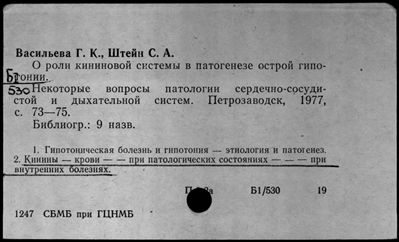 Васильева Г. К., Штейн С. А.
О роли кининовой системы в патогенезе острой гипо-
тонии.
Б1
530
Некоторые вопросы патологии сердечно-сосуди-
стой и дыхательной систем. Петрозаводск, 1977,
с. 73—75.
Библиогр.: 9 назв.
1. Гипотоническая болезнь и гипотония — этиология и патогенез.
2. Кинины — крови — — при патологических состояниях — — — при
внутренних болезнях.
Б1/530 19
1247 СБМБ при ГЦНМБ